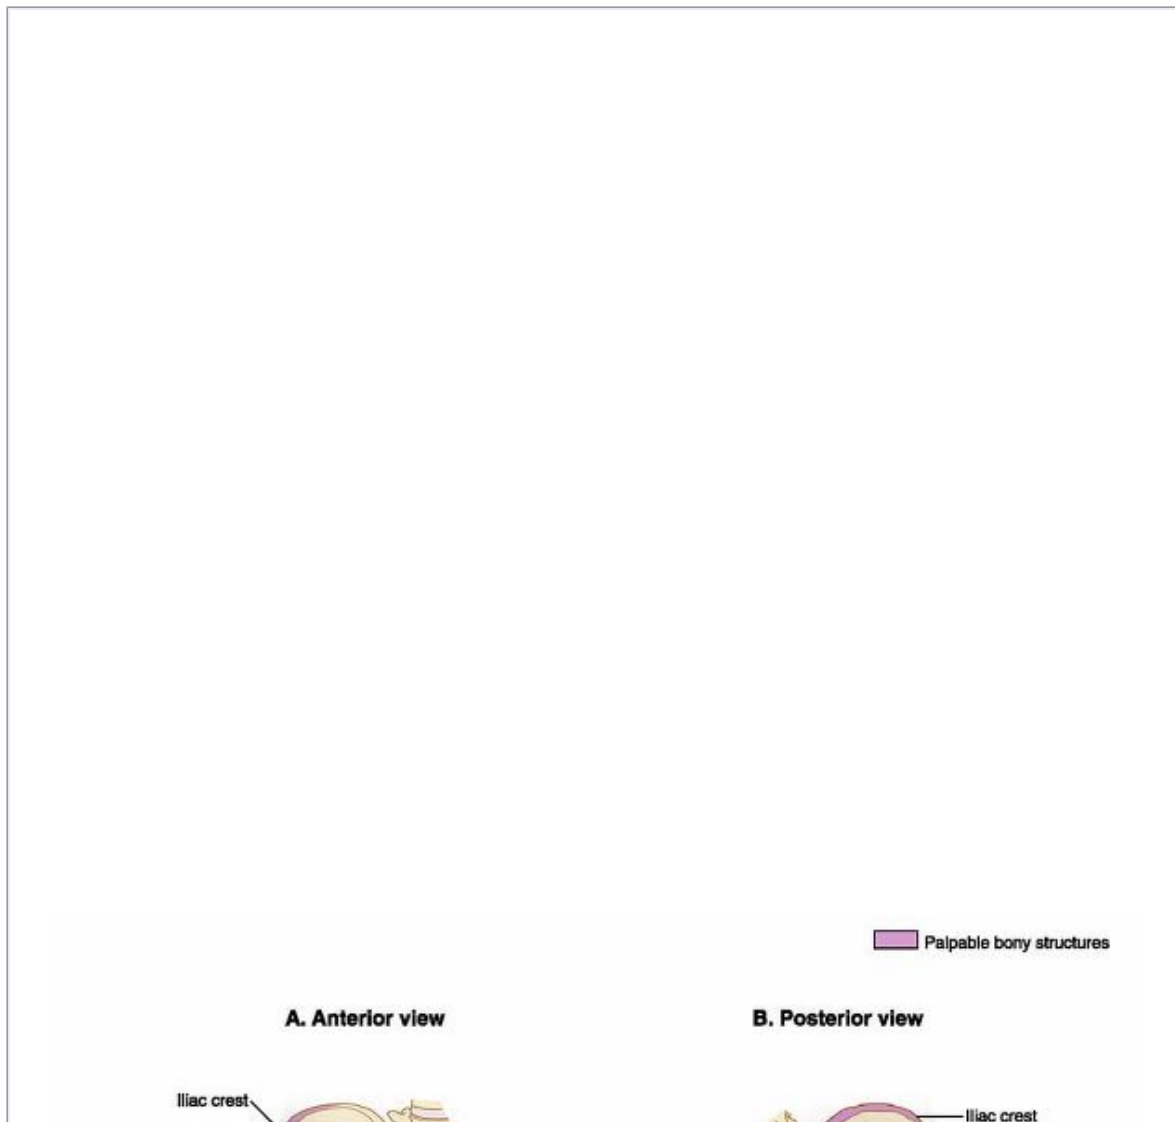 Palpable bony structures
A. Anterior view
B. Posterior view
Iliac crest
Iliac crest